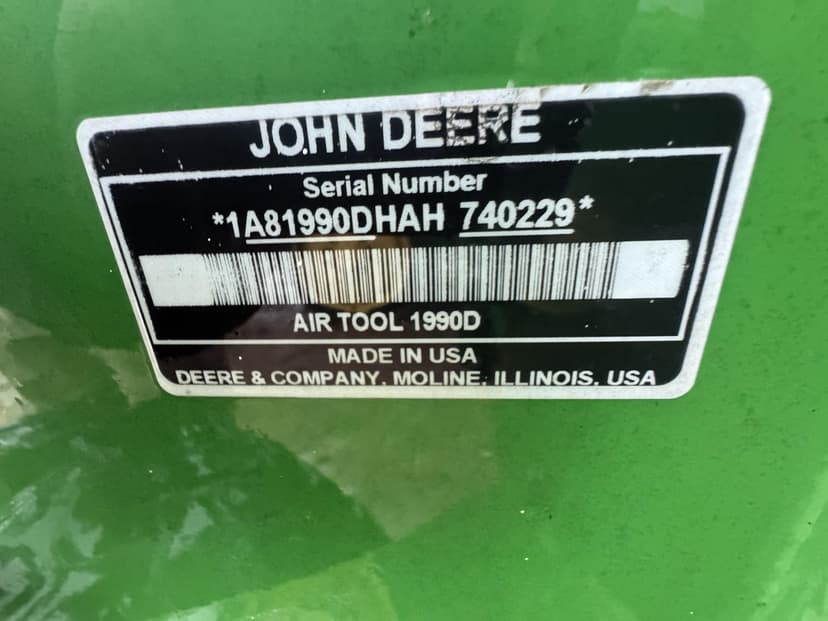 JOHN DEERE
Serial Number
*1A81990DHAH 740229*
AIR TOOL 1990D
MADE IN USA
DEERE & COMPANY, MOLINE, ILLINOIS, USA